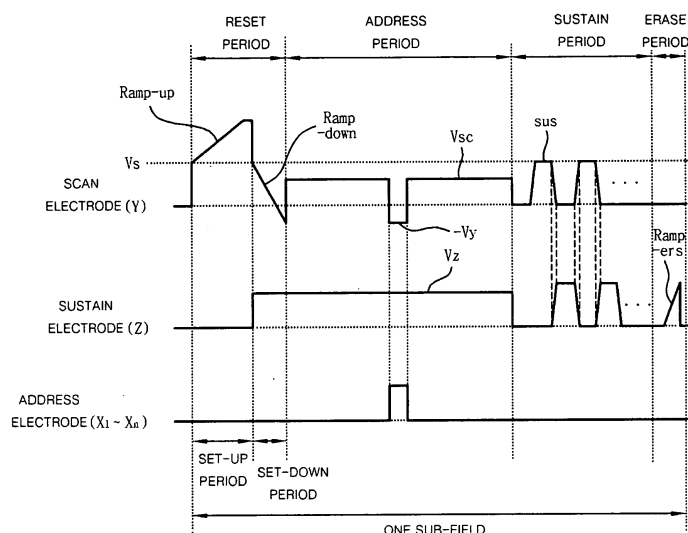 RESET
PERIOD
ADDRESS
PERIOD
SUSTAIN
PERIOD
ERASE
PERIOD
Ramp-up
Ramp
-down
Vs
Vsc
sus
SCAN
ELECTRODE(Y)
-Vy
Vz
Ramp
-ers
SUSTAIN
ELECTRODE(Z)
ADDRESS
ELECTRODE(X1 ~ Xn)
SET-UP
PERIOD
SET-DOWN
PERIOD
ONE SUB-FIELD